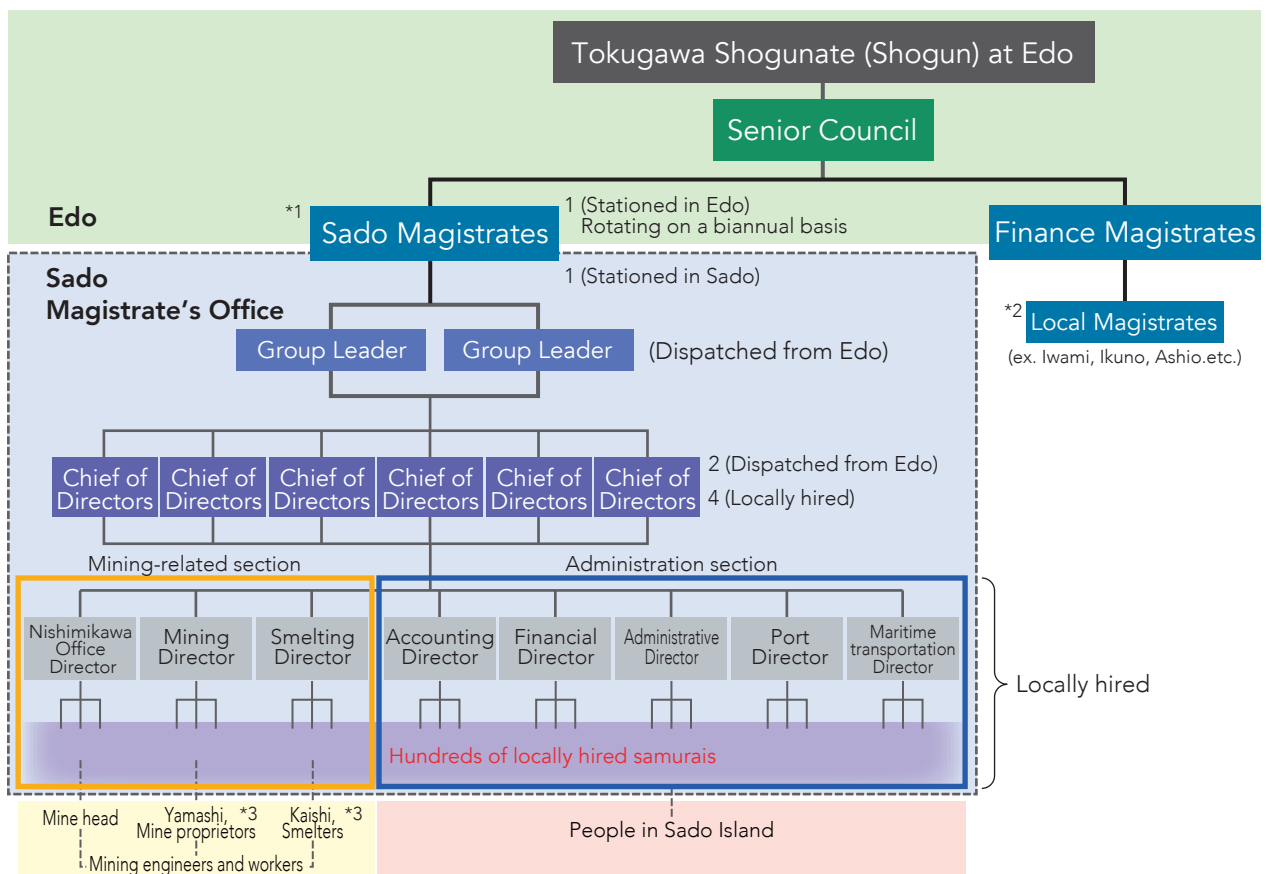 Tokugawa Shogunate (Shogun) at Edo
Senior Council
Edo
*1
Sado Magistrates
1 (Stationed in Edo)
Rotating on a biannual basis
Finance Magistrates
Sado
Magistrate's Office
1 (Stationed in Sado)
*2
Local Magistrates
(ex. Iwami, Ikuno, Ashio.etc.)
Group Leader
Group Leader
(Dispatched from Edo)
Chief of
Directors
Chief of
Directors
Chief of
Directors
Chief of
Directors
Chief of
Directors
Chief of
Directors
2 (Dispatched from Edo)
4 (Locally hired)
Mining-related section
Administration section
Nishimikawa
Office
Director
Mining
Director
Smelting
Director
Accounting
Director
Financial
Director
Administrative
Director
Port
Director
Maritime
transportation
Director
Locally hired
Hundreds of locally hired samurais
Mine head
Yamashi, *3
Mine proprietors
Kaishi, *3
Smelters
Mining engineers and workers
People in Sado Island